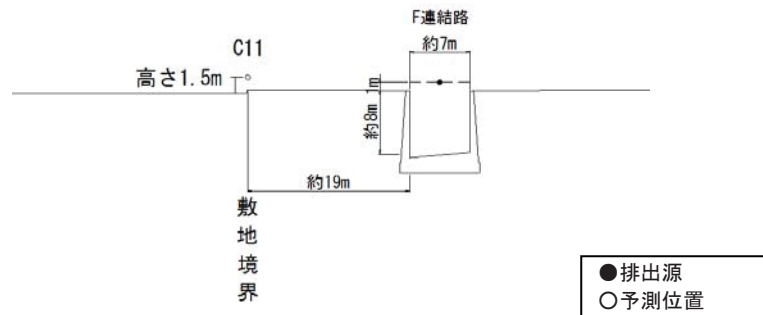 F連結路
約7m
C11
高さ1.5m
1m
約8m
約19m
敷地境界
●排出源
○予測位置